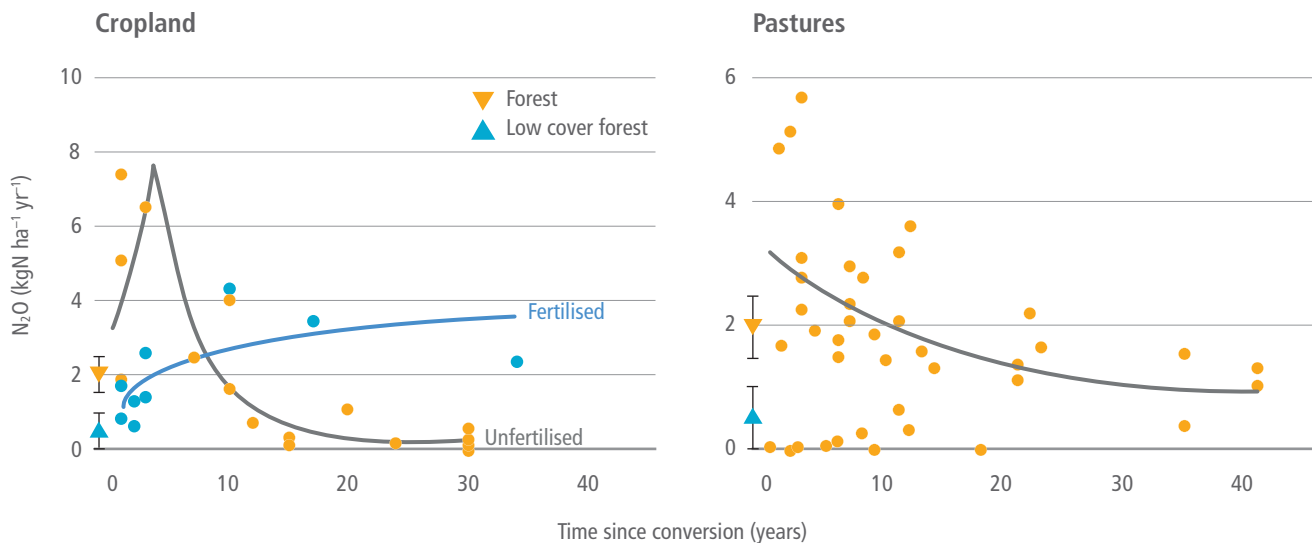 Cropland
Pastures
10
8
6
4
2
0
N₂O (kgN ha⁻¹ yr⁻¹)
Forest
Low cover forest
Fertilised
Unfertilised
0 10 20 30 40
6
4
2
0
0 10 20 30 40
Time since conversion (years)